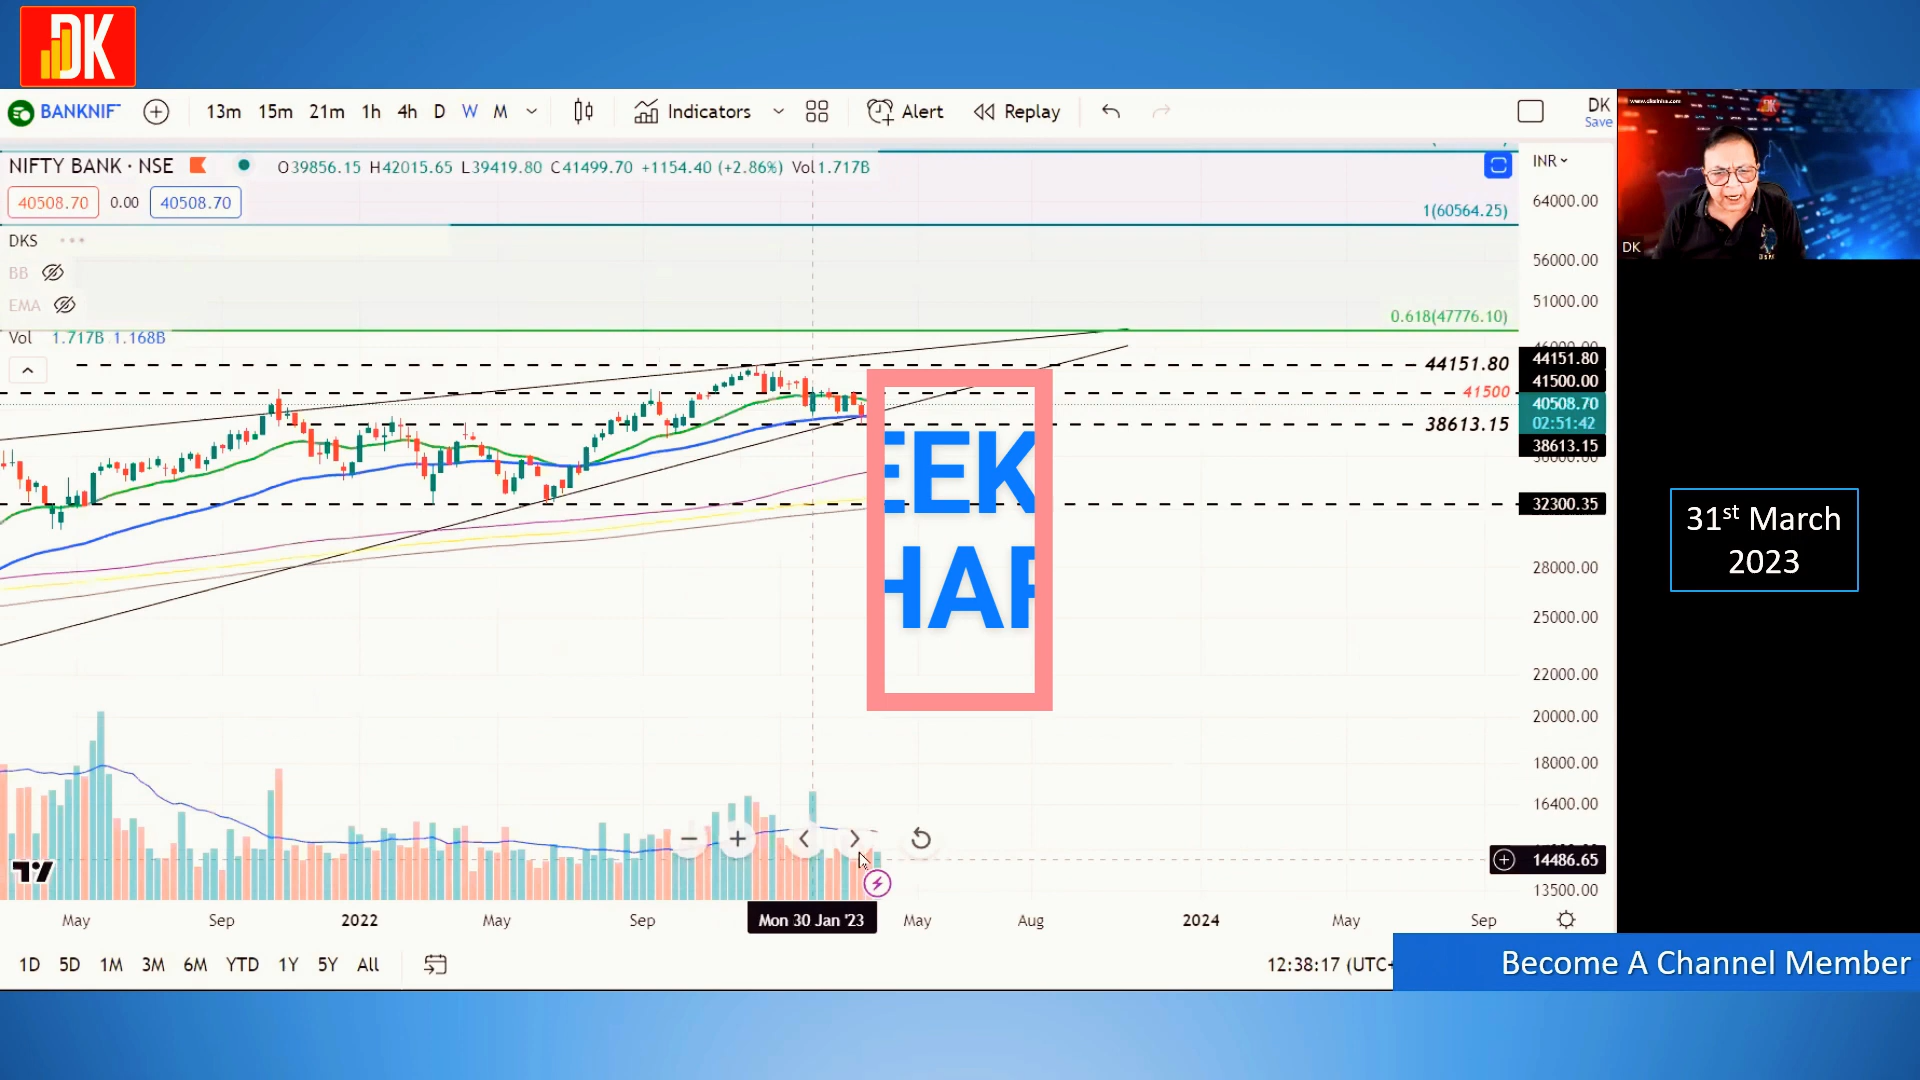 DK
BANKNIF
13m 15m 21m 1h 4h D W M Indicators Alert Replay
DK
Save
NIFTY BANK · NSE O39856.15 H42015.65 L39419.80 C41499.70 +1154.40 (+2.86%) Vol1.717B
INR
40508.70 0.00 40508.70
1(60564.25)
64000.00
DKS
BB
56000.00
EMA
51000.00
0.618(47776.10)
Vol 1.717B 1.168B
44151.80
44151.80
41500.00
41500
40508.70
02:51:42
38613.15
38613.15
32300.35
EEK
HAR
28000.00
25000.00
22000.00
20000.00
18000.00
16400.00
14486.65
13500.00
May Sep 2022 May Sep Mon 30 Jan '23 May Aug 2024 May Sep
1D 5D 1M 3M 6M YTD 1Y 5Y All
12:38:17 (UTC+
DK
31st March
2023
Become A Channel Member